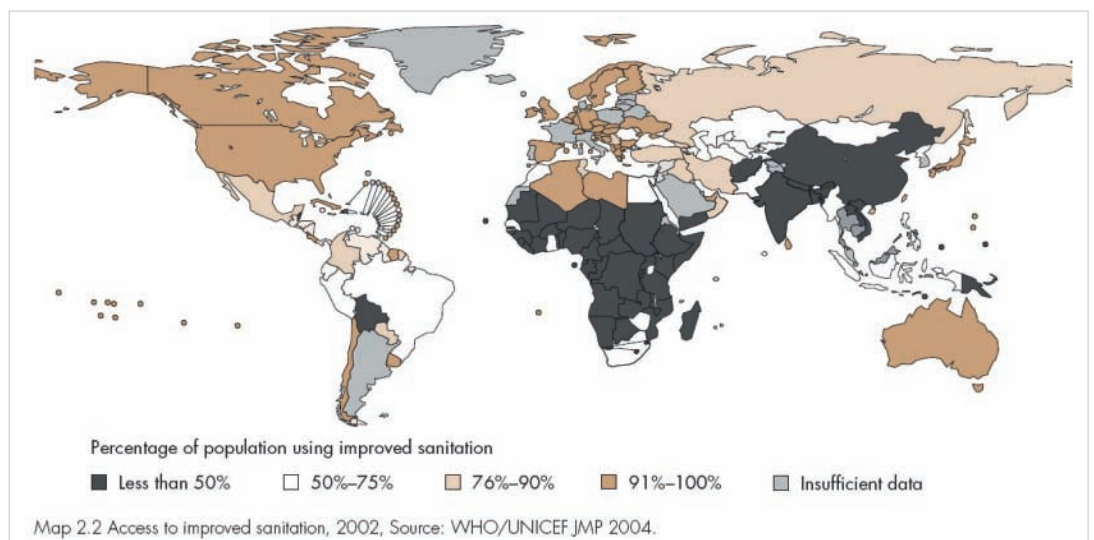 Percentage of population using improved sanitation
Less than 50% 50%–75% 76%–90% 91%–100% Insufficient data
Map 2.2 Access to improved sanitation, 2002, Source: WHO/UNICEF JMP 2004.